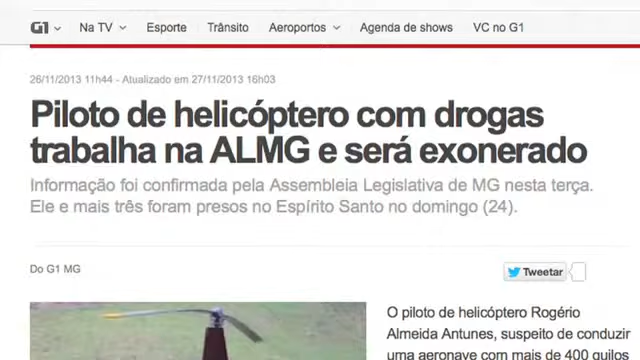 G1
Na TV
Esporte
Trânsito
Aeroportos
Agenda de shows
VC no G1
26/11/2013 11h44 - Atualizado em 27/11/2013 16h03
Piloto de helicóptero com drogas
trabalha na ALMG e será exonerado
Informação foi confirmada pela Assembleia Legislativa de MG nesta terça.
Ele e mais três foram presos no Espírito Santo no domingo (24).
Do G1 MG
Tweetar
O piloto de helicóptero Rogério
Almeida Antunes, suspeito de conduzir
uma aeronave com mais de 400 quilos